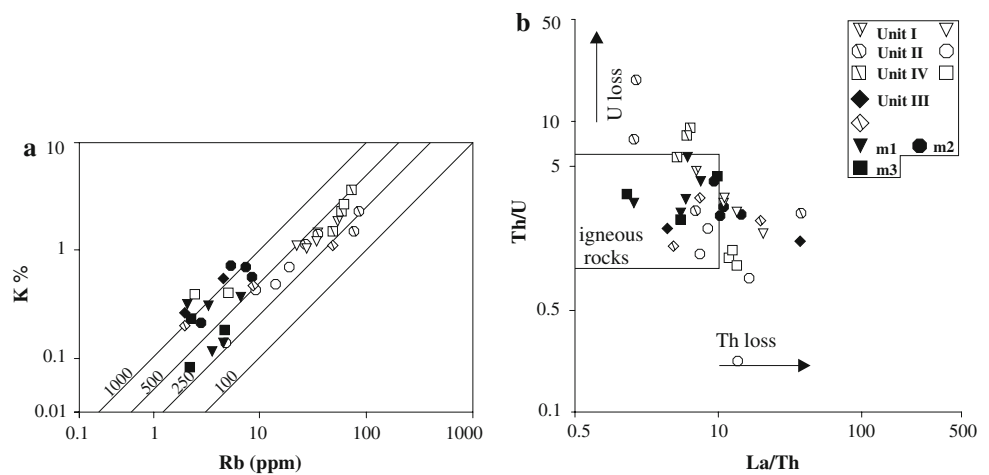 a
10
1
0.1
0.01
K %
1000
500
250
100
0.1
1
10
100
1000
Rb (ppm)
b
50
10
5
0.5
0.1
Th/U
U loss
igneous
rocks
Th loss
0.5
10
100
500
La/Th
Unit I
Unit II
Unit IV
Unit III
m1
m2
m3